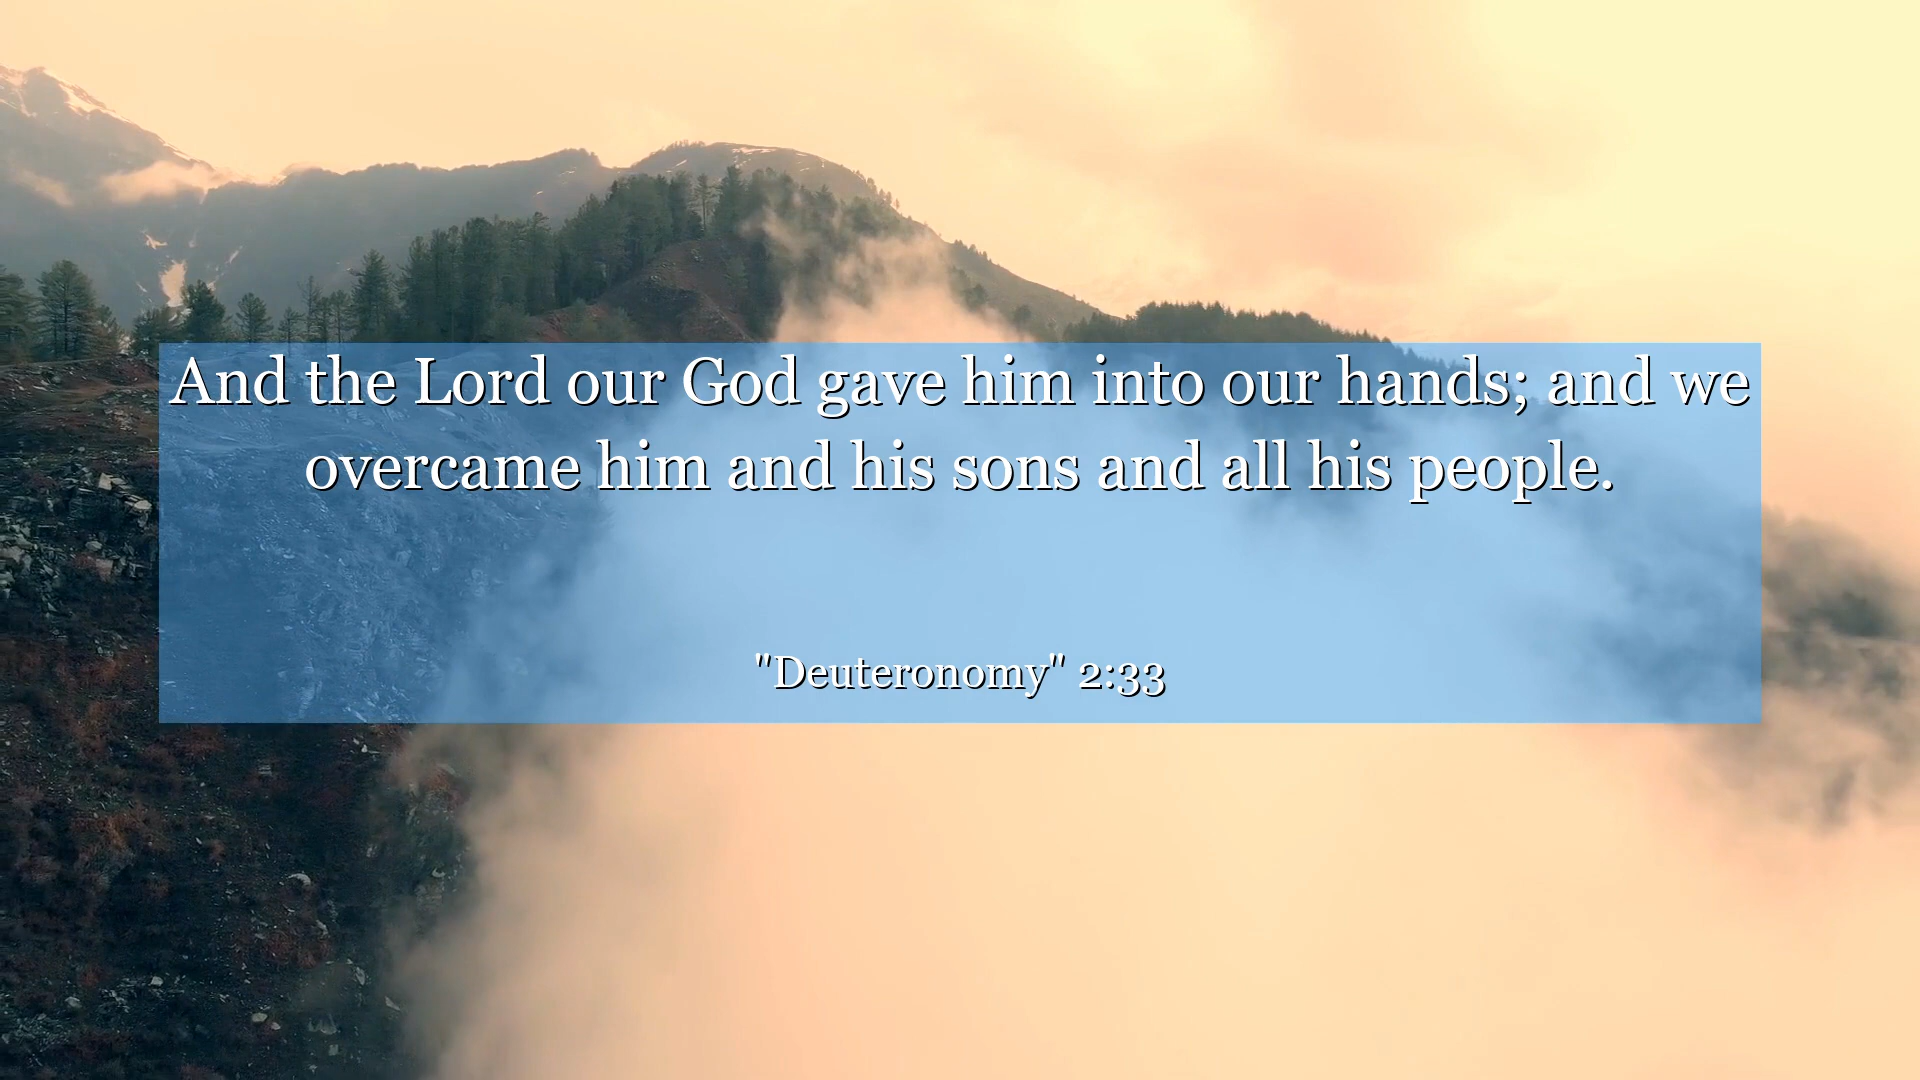 And the Lord our God gave him into our hands; and we
overcame him and his sons and all his people.
"Deuteronomy" 2:33